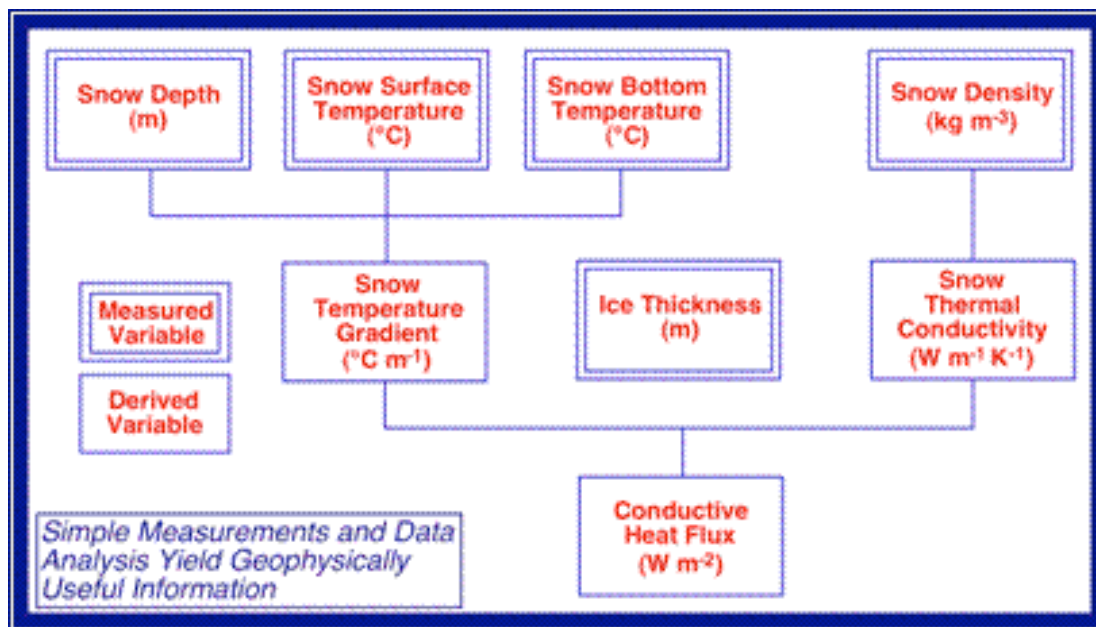 Snow Depth
(m)
Snow Surface
Temperature
(°C)
Snow Bottom
Temperature
(°C)
Snow Density
(kg m-3)
Snow
Temperature
Gradient
(°C m-1)
Ice Thickness
(m)
Snow
Thermal
Conductivity
(W m-1 K-1)
Measured
Variable
Derived
Variable
Conductive
Heat Flux
(W m-2)
Simple Measurements and Data
Analysis Yield Geophysically
Useful Information